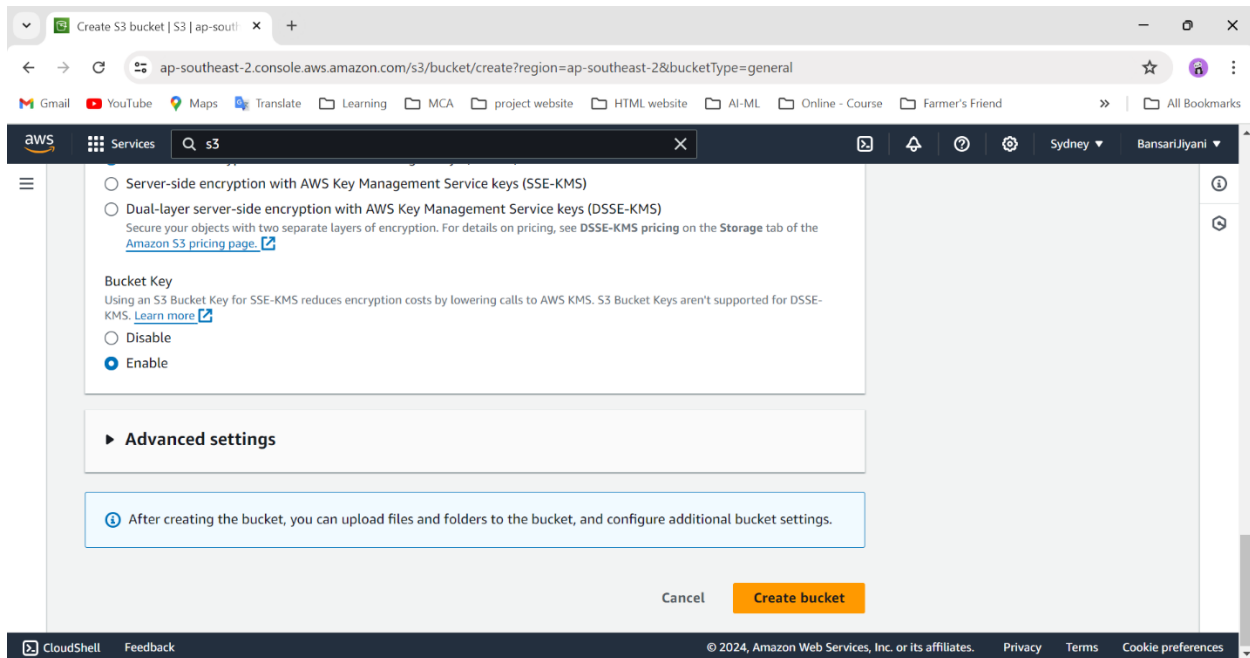 Create S3 bucket | S3 | ap-sout
ap-southeast-2.console.aws.amazon.com/s3/bucket/create?region=ap-southeast-2&bucketType=general
Gmail YouTube Maps Translate Learning MCA project website HTML website AI-ML Online - Course Farmer's Friend » All Bookmarks
aws Services s3 Sydney BansariJiyani
Server-side encryption with AWS Key Management Service keys (SSE-KMS)
Dual-layer server-side encryption with AWS Key Management Service keys (DSSE-KMS)
Secure your objects with two separate layers of encryption. For details on pricing, see DSSE-KMS pricing on the Storage tab of the
Amazon S3 pricing page.
Bucket Key
Using an S3 Bucket Key for SSE-KMS reduces encryption costs by lowering calls to AWS KMS. S3 Bucket Keys aren't supported for DSSE-
KMS. Learn more
Disable
Enable
Advanced settings
After creating the bucket, you can upload files and folders to the bucket, and configure additional bucket settings.
Cancel Create bucket
CloudShell Feedback © 2024, Amazon Web Services, Inc. or its affiliates. Privacy Terms Cookie preferences